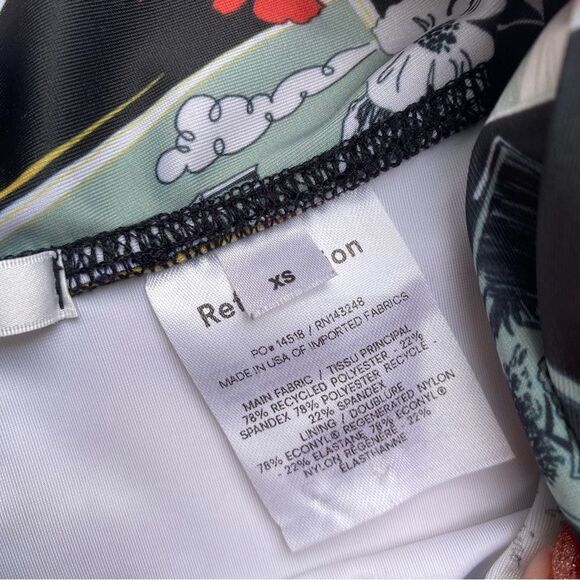 XS
Ref ion
PO# 14518 / RN143248
MADE IN USA OF IMPORTED FABRICS
MAIN FABRIC / TISSU PRINCIPAL
78% RECYCLED POLYESTER - 22%
SPANDEX 78% POLYESTER RECYCLE -
22% SPANDEX
LINING / DOUBLURE
78% ECONYL® REGENERATED NYLON
- 22% ELASTANE 78% ECONYL®
NYLON RÉGÉNÉRÉ - 22%
ÉLASTHANNE